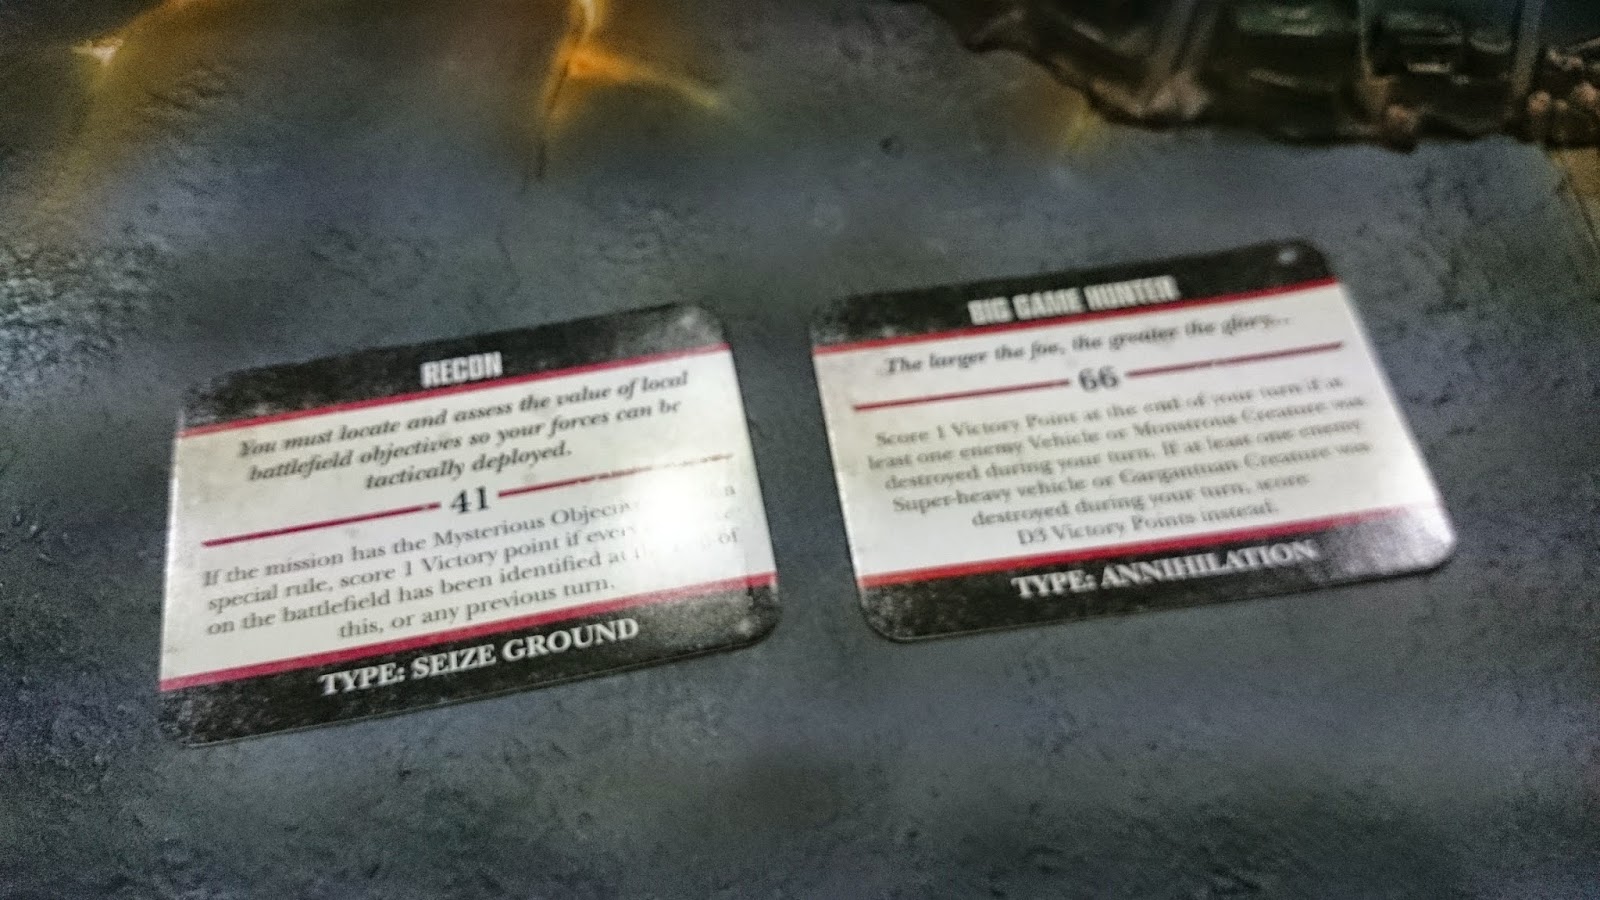 RECON
You must locate and assess the value of local
battlefield objectives so your forces can be
tactically deployed.
41
If the mission has the Mysterious
special rule, score 1 Victory point if
on the battlefield has been identified at of
this, or any previous turn.
TYPE: SEIZE GROUND
BIG GAME HUNTER
The larger the foe, the greater the glory...
66
Score 1 Victory Point at the end of your turn if at
least one enemy Vehicle or Monstrous Creature was
destroyed during your turn. If at least one enemy
Super-heavy vehicle or Gargantuan Creature was
destroyed during your turn, score
D3 Victory Points instead.
TYPE: ANNIHILATION